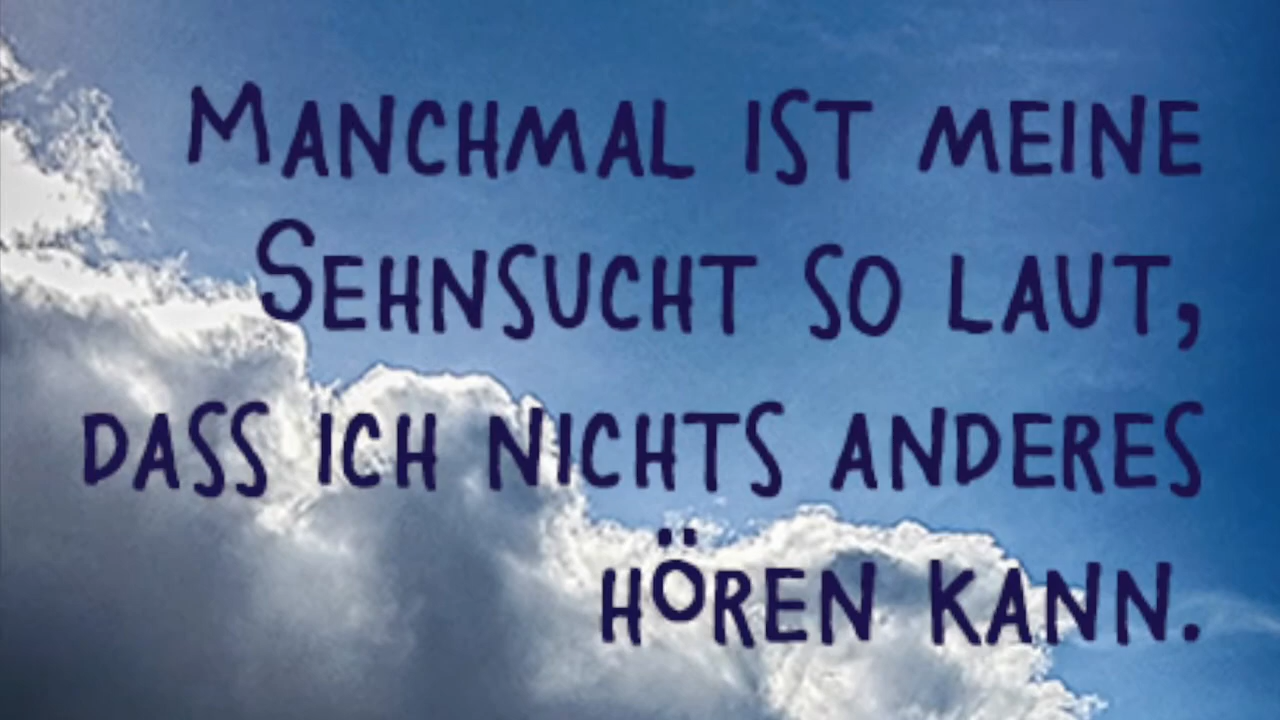 Manchmal ist meine
Sehnsucht so laut,
dass ich nichts anderes
hören kann.